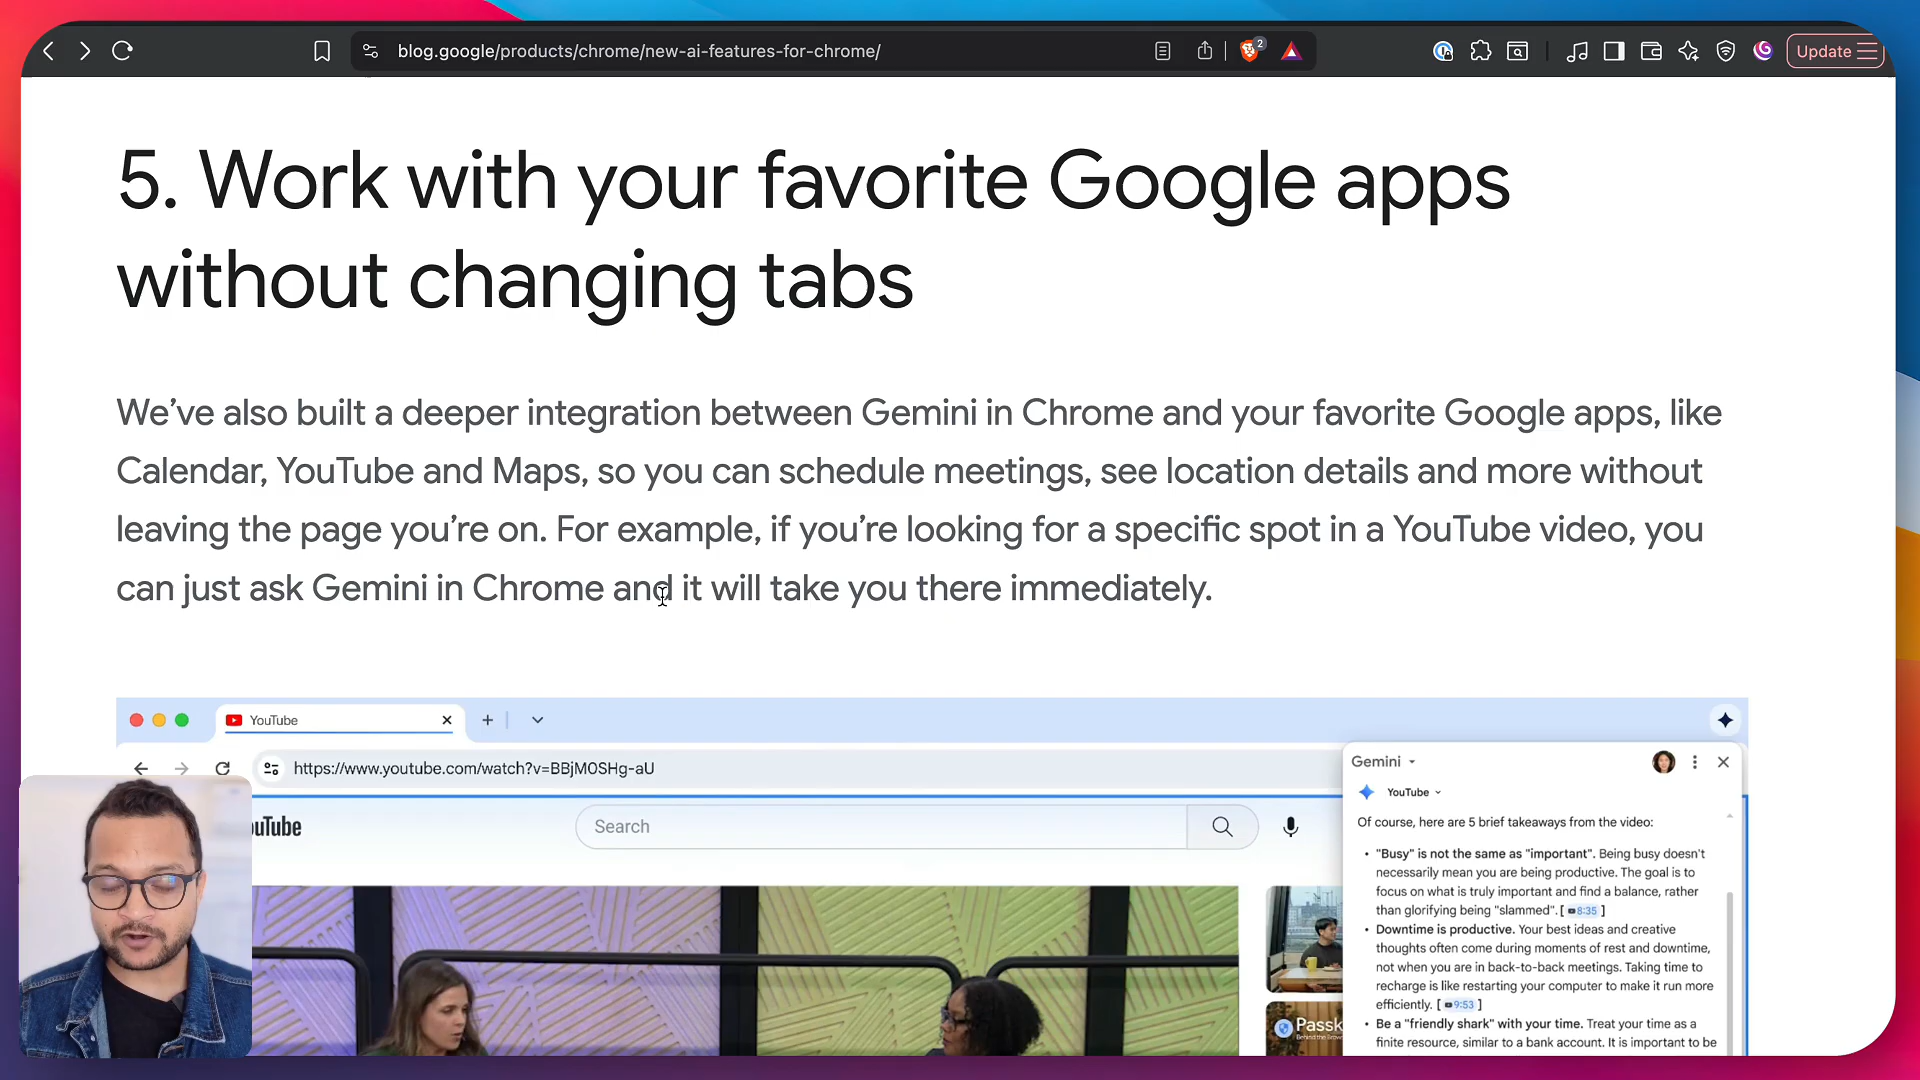 blog.google/products/chrome/new-ai-features-for-chrome/
2
Update
5. Work with your favorite Google apps
without changing tabs
We’ve also built a deeper integration between Gemini in Chrome and your favorite Google apps, like
Calendar, YouTube and Maps, so you can schedule meetings, see location details and more without
leaving the page you’re on. For example, if you’re looking for a specific spot in a YouTube video, you
can just ask Gemini in Chrome and it will take you there immediately.
YouTube
https://www.youtube.com/watch?v=BBjM0SHg-aU
Search
Gemini
YouTube
Of course, here are 5 brief takeaways from the video:
• "Busy" is not the same as "important". Being busy doesn't
necessarily mean you are being productive. The goal is to
focus on what is truly important and find a balance, rather
than glorifying being "slammed". [ 8:35 ]
• Downtime is productive. Your best ideas and creative
thoughts often come during moments of rest and downtime,
not when you are in back-to-back meetings. Taking time to
recharge is like restarting your computer to make it run more
efficiently. [ 9:53 ]
• Be a "friendly shark" with your time. Treat your time as a
finite resource, similar to a bank account. It is important to be